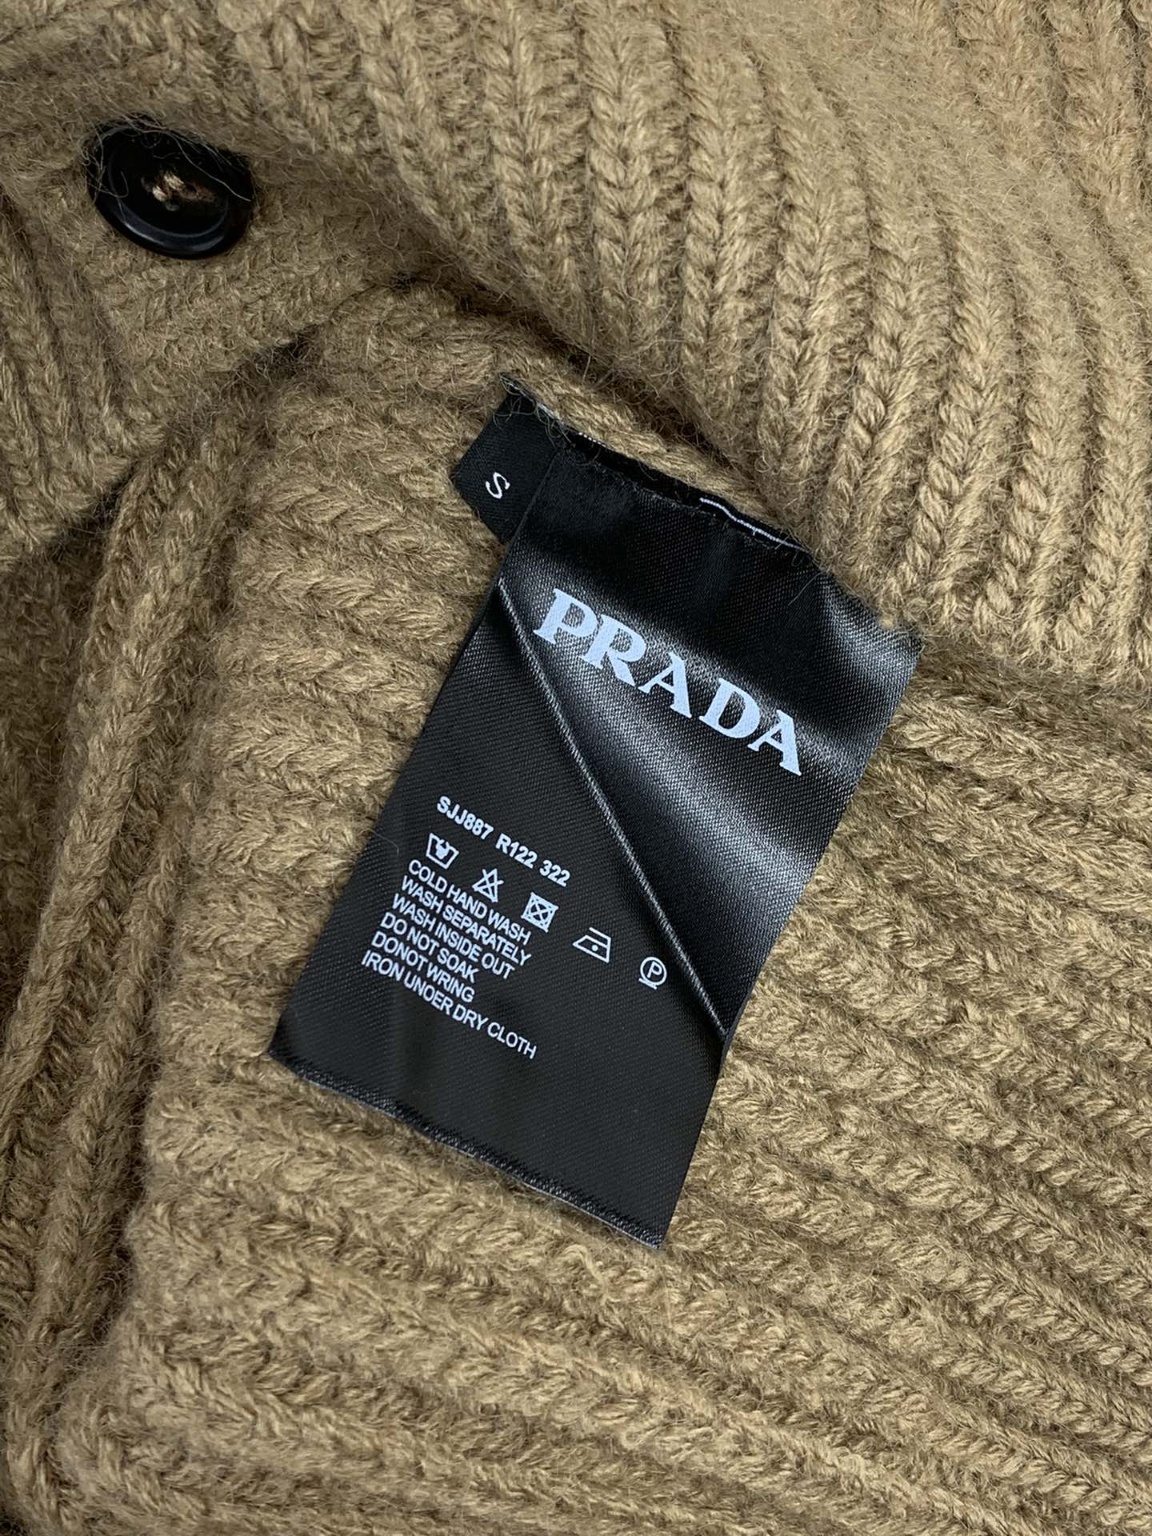 S
PRADA
SJJ887 R122 322
P
COLD HAND WASH
WASH SEPARATELY
WASH INSIDE OUT
DO NOT SOAK
DONOT WRING
IRON UNOER DRY CLOTH